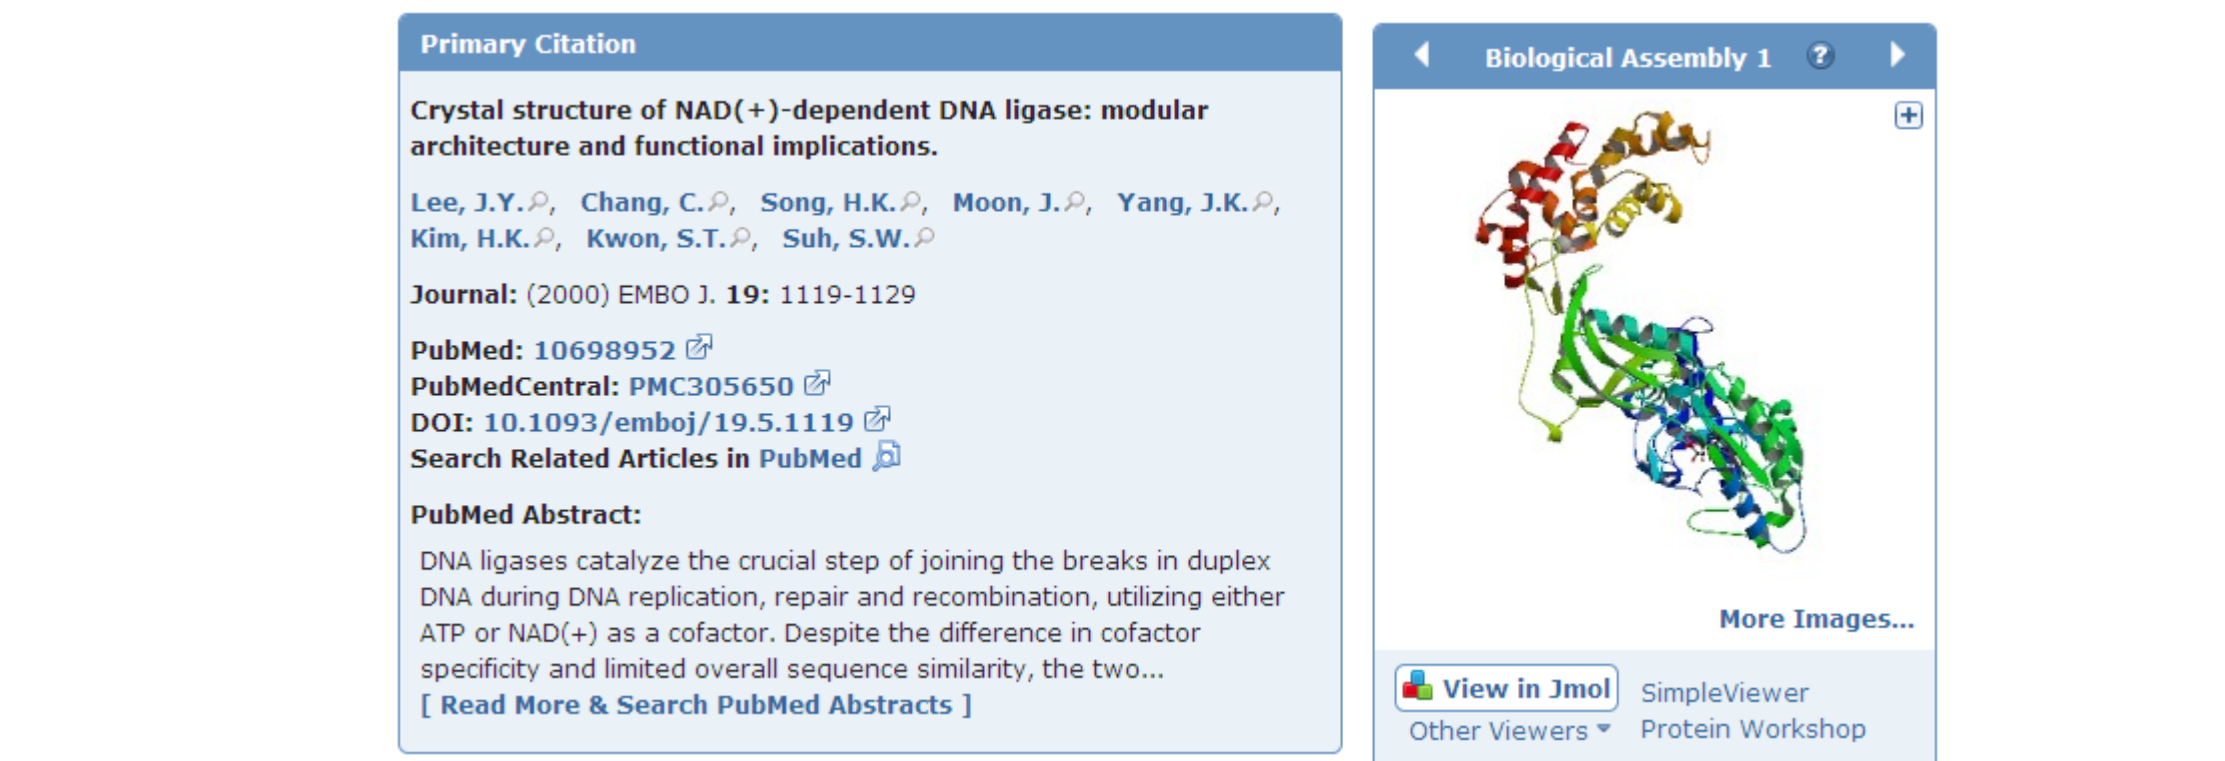 Primary Citation
Crystal structure of NAD(+)-dependent DNA ligase: modular
architecture and functional implications.
Lee, J.Y., Chang, C., Song, H.K., Moon, J., Yang, J.K.,
Kim, H.K., Kwon, S.T., Suh, S.W.
Journal: (2000) EMBO J. 19: 1119-1129
PubMed: 10698952
PubMedCentral: PMC305650
DOI: 10.1093/emboj/19.5.1119
Search Related Articles in PubMed
PubMed Abstract:
DNA ligases catalyze the crucial step of joining the breaks in duplex
DNA during DNA replication, repair and recombination, utilizing either
ATP or NAD(+) as a cofactor. Despite the difference in cofactor
specificity and limited overall sequence similarity, the two...
[ Read More & Search PubMed Abstracts ]
Biological Assembly 1 ?
More Images...
View in Jmol SimpleViewer
Other Viewers Protein Workshop